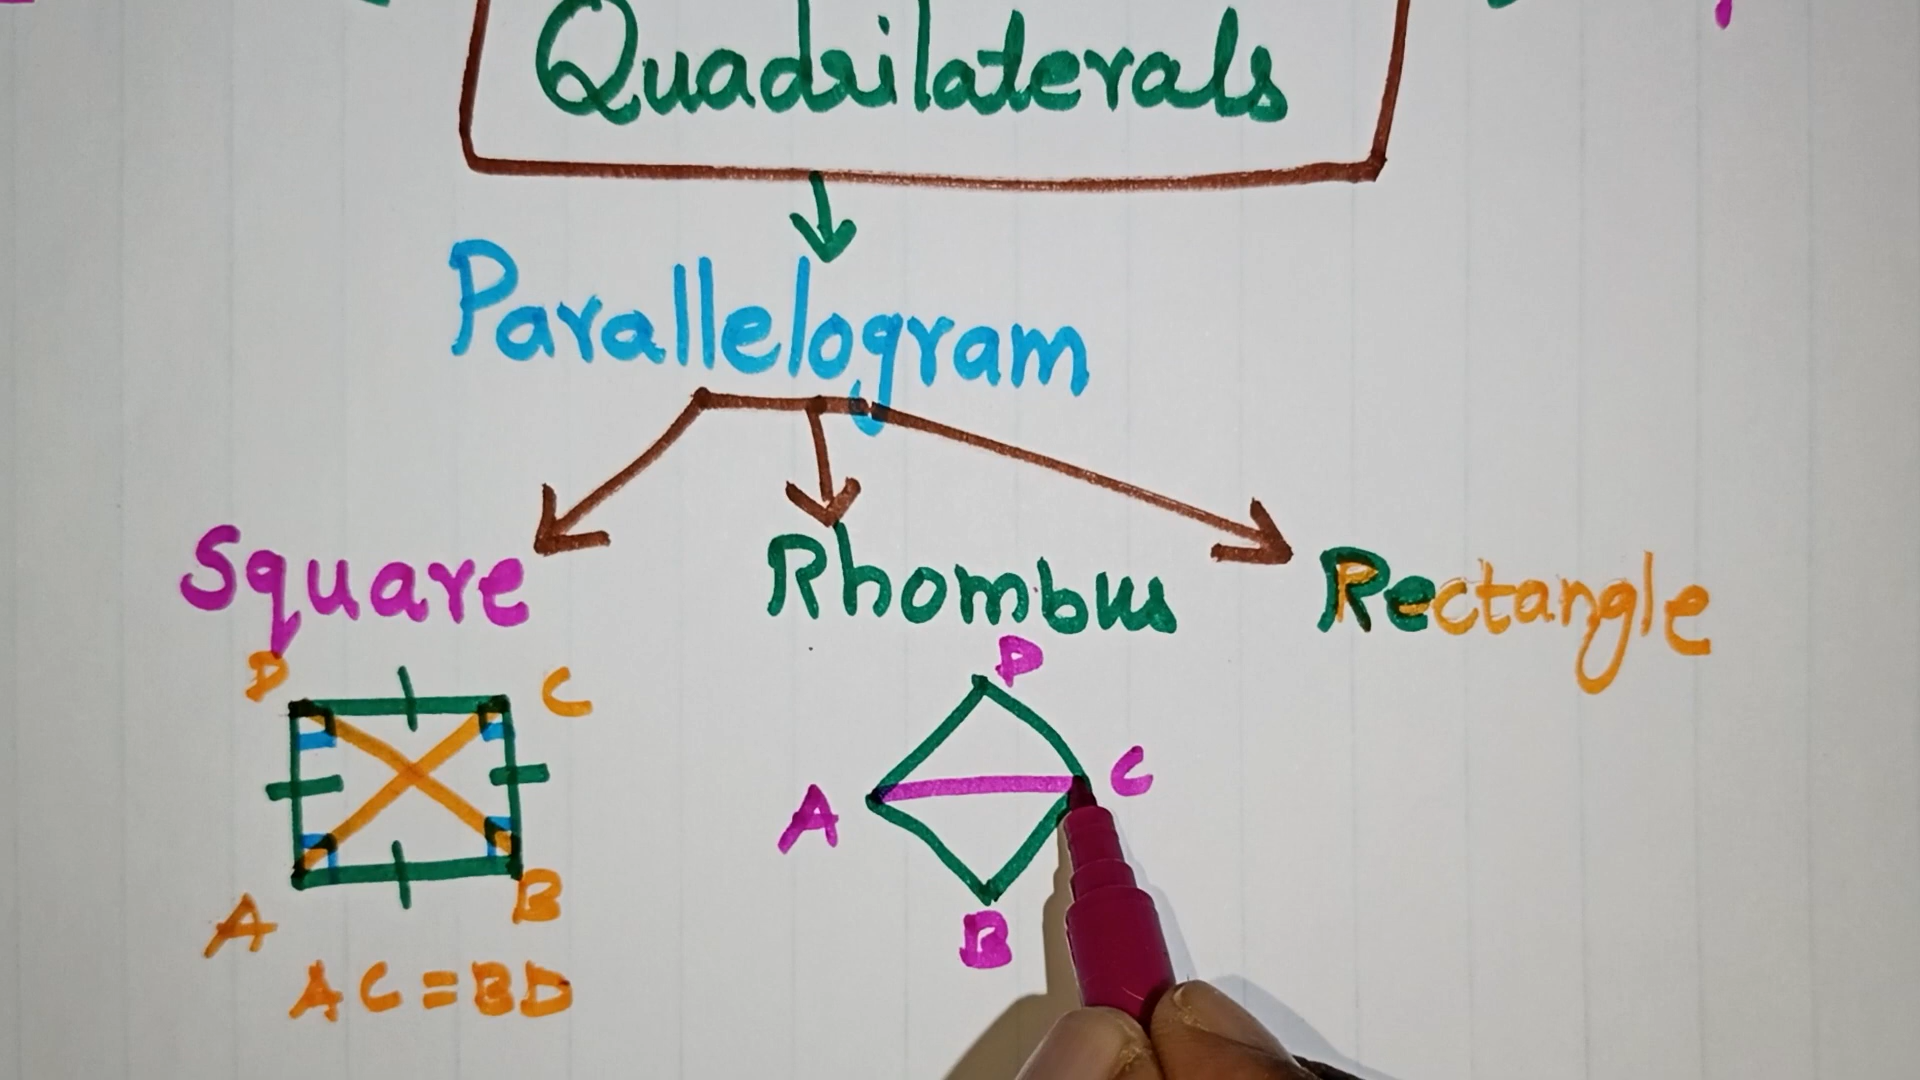 Quadrilaterals
Parallelogram
Square Rhombus Rectangle
D C
A B
AC=BD
D
A C
B